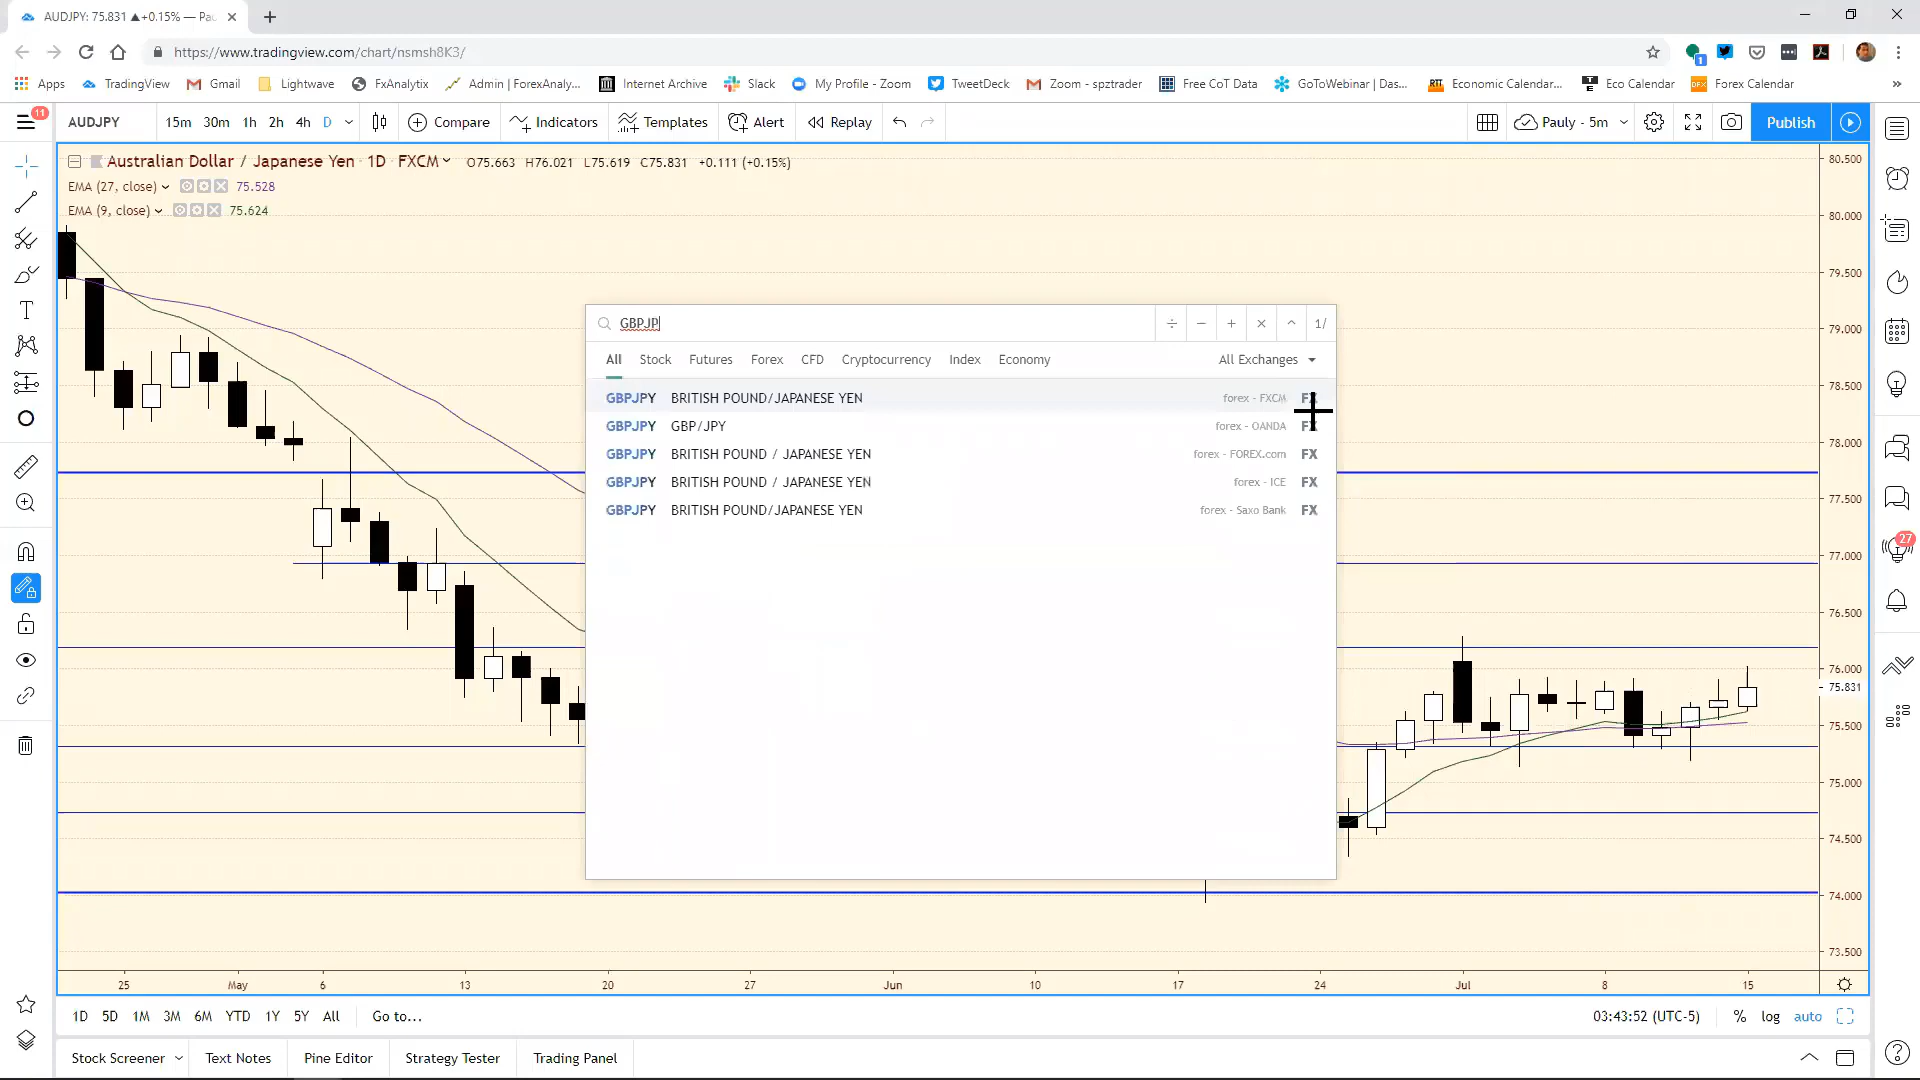 AUDJPY: 75.831 ▲+0.15% — Pau
https://www.tradingview.com/chart/nsmsh8K3/
Apps TradingView Gmail Lightwave FxAnalytix Admin | ForexAnaly... Internet Archive Slack My Profile - Zoom TweetDeck Zoom - spztrader Free CoT Data GoToWebinar | Das... Economic Calendar... Eco Calendar Forex Calendar »
11
AUDJPY 15m 30m 1h 2h 4h D Compare Indicators Templates Alert Replay Pauly - 5m Publish
Australian Dollar / Japanese Yen · 1D · FXCM O75.663 H76.021 L75.619 C75.831 +0.111 (+0.15%)
EMA (27, close) 75.528
EMA (9, close) 75.624
80.500
80.000
79.500
79.000
78.500
78.000
77.500
77.000
76.500
76.000
75.831
75.500
75.000
74.500
74.000
73.500
GBPJP ÷ − + × ^ 1/
All Stock Futures Forex CFD Cryptocurrency Index Economy All Exchanges
GBPJPY BRITISH POUND/JAPANESE YEN forex - FXCM FX
GBPJPY GBP/JPY forex - OANDA FX
GBPJPY BRITISH POUND / JAPANESE YEN forex - FOREX.com FX
GBPJPY BRITISH POUND / JAPANESE YEN forex - ICE FX
GBPJPY BRITISH POUND/JAPANESE YEN forex - Saxo Bank FX
27
25 May 6 13 20 27 Jun 10 17 24 Jul 8 15
1D 5D 1M 3M 6M YTD 1Y 5Y All Go to... 03:43:52 (UTC-5) % log auto
Stock Screener Text Notes Pine Editor Strategy Tester Trading Panel